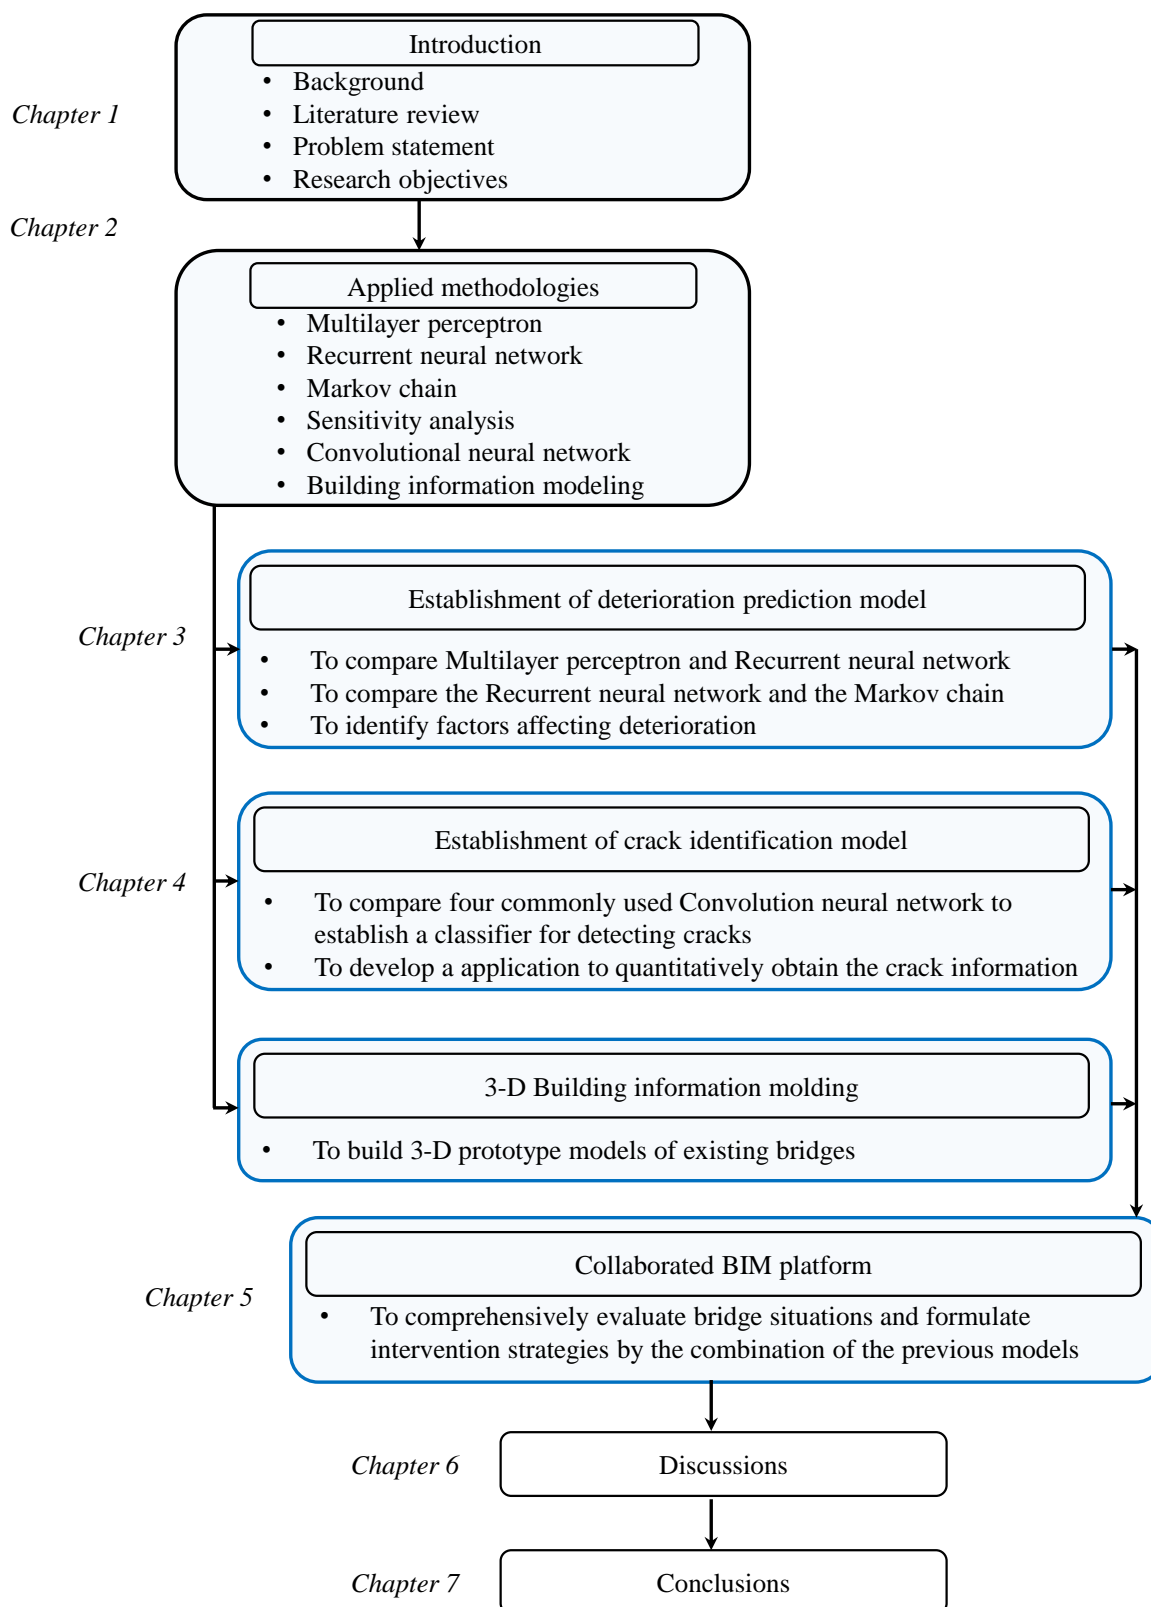 Introduction
• Background
Chapter 1
• Literature review
• Problem statement
• Research objectives
Chapter 2
Applied methodologies
• Multilayer perceptron
• Recurrent neural network
• Markov chain
• Sensitivity analysis
• Convolutional neural network
• Building information modeling
Establishment of deterioration prediction model
Chapter 3
• To compare Multilayer perceptron and Recurrent neural network
• To compare the Recurrent neural network and the Markov chain
• To identify factors affecting deterioration
Establishment of crack identification model
Chapter 4
• To compare four commonly used Convolution neural network to
establish a classifier for detecting cracks
• To develop a application to quantitatively obtain the crack information
3-D Building information molding
• To build 3-D prototype models of existing bridges
Collaborated BIM platform
Chapter 5
• To comprehensively evaluate bridge situations and formulate
intervention strategies by the combination of the previous models
Chapter 6
Discussions
Chapter 7
Conclusions